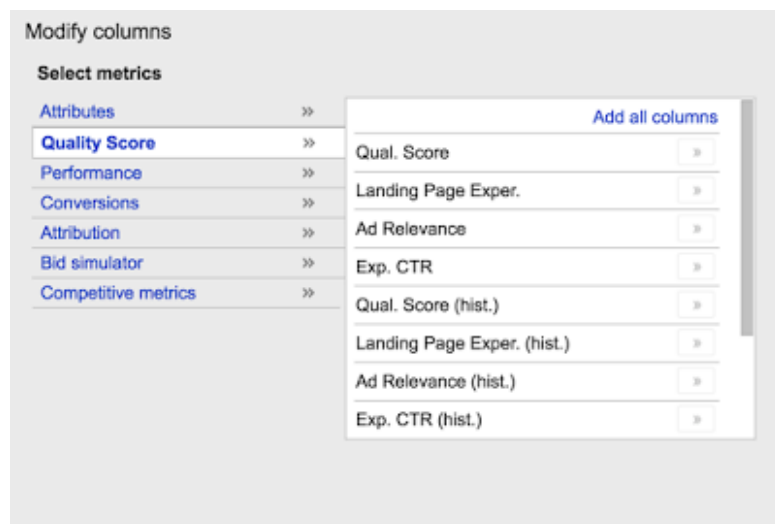 Modify columns
Select metrics
Attributes »
Quality Score »
Performance »
Conversions »
Attribution »
Bid simulator »
Competitive metrics »
Add all columns
Qual. Score »
Landing Page Exper. »
Ad Relevance »
Exp. CTR »
Qual. Score (hist.) »
Landing Page Exper. (hist.) »
Ad Relevance (hist.) »
Exp. CTR (hist.) »